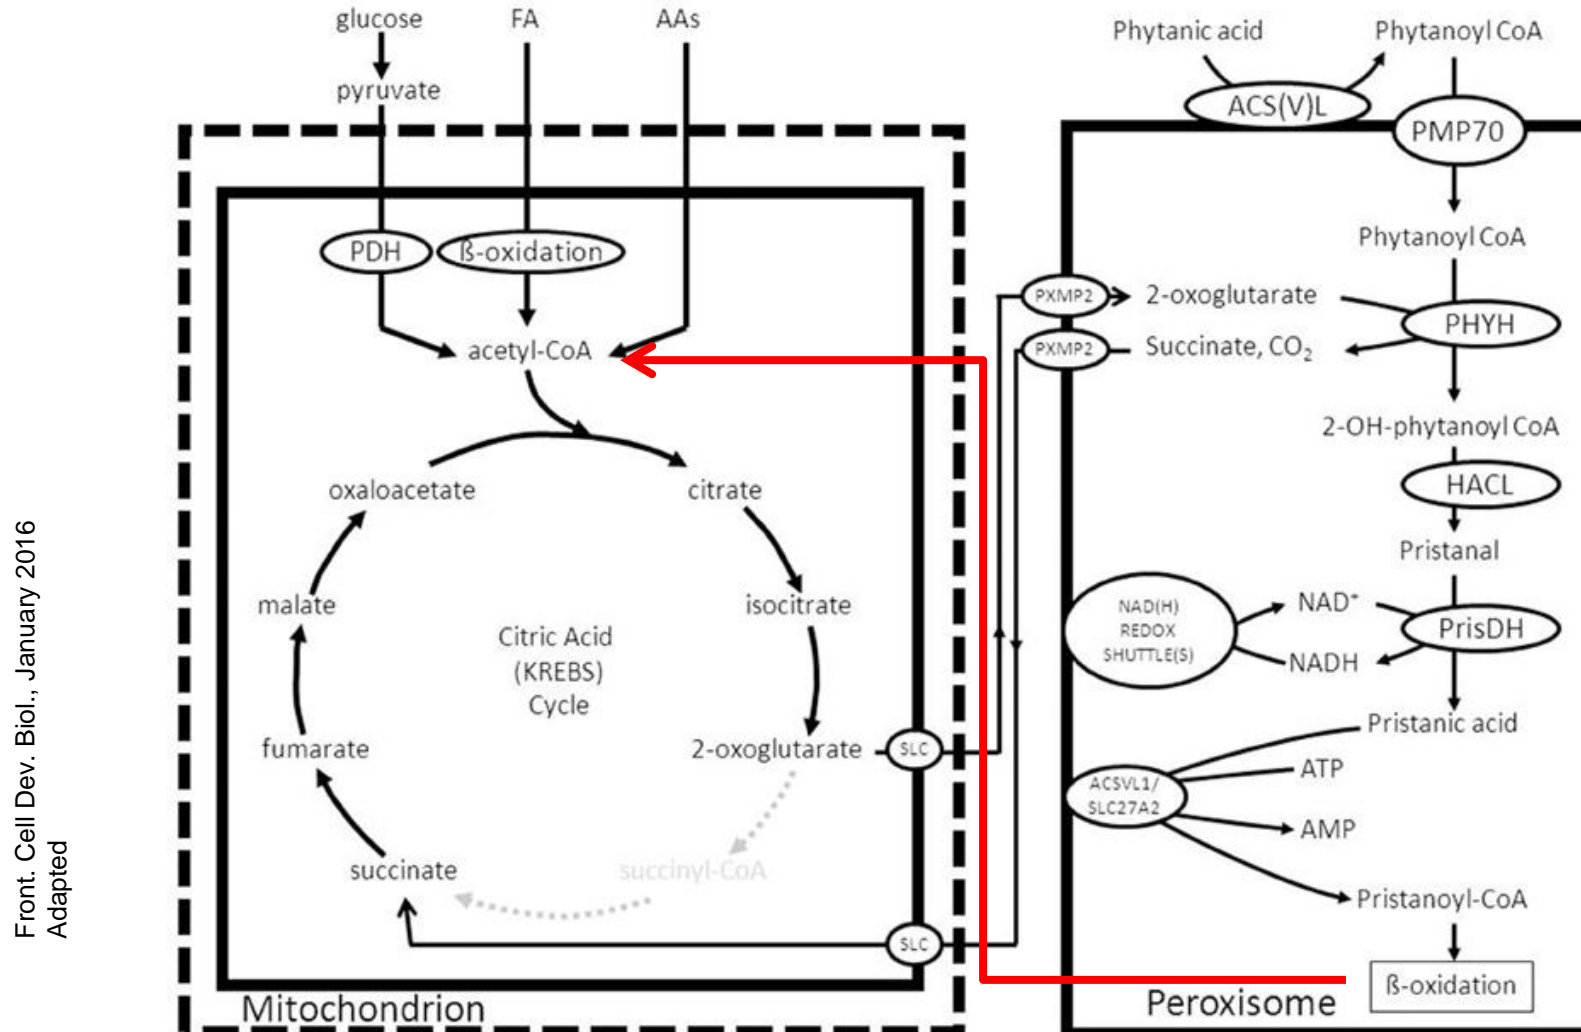 glucose
FA
AAs
pyruvate
PDH
ß-oxidation
acetyl-CoA
oxaloacetate
citrate
malate
isocitrate
Citric Acid
(KREBS)
Cycle
fumarate
2-oxoglutarate
SLC
succinate
succinyl-CoA
SLC
Mitochondrion
Phytanic acid
Phytanoyl CoA
ACS(V)L
PMP70
Phytanoyl CoA
PXMP2
2-oxoglutarate
PHYH
PXMP2
Succinate, CO₂
2-OH-phytanoyl CoA
HACL
Pristanal
NAD(H)
REDOX
SHUTTLE(S)
NAD⁺
PrisDH
NADH
Pristanic acid
ATP
ACSVL1/
SLC27A2
AMP
Pristanoyl-CoA
ß-oxidation
Peroxisome
Front. Cell Dev. Biol., January 2016
Adapted